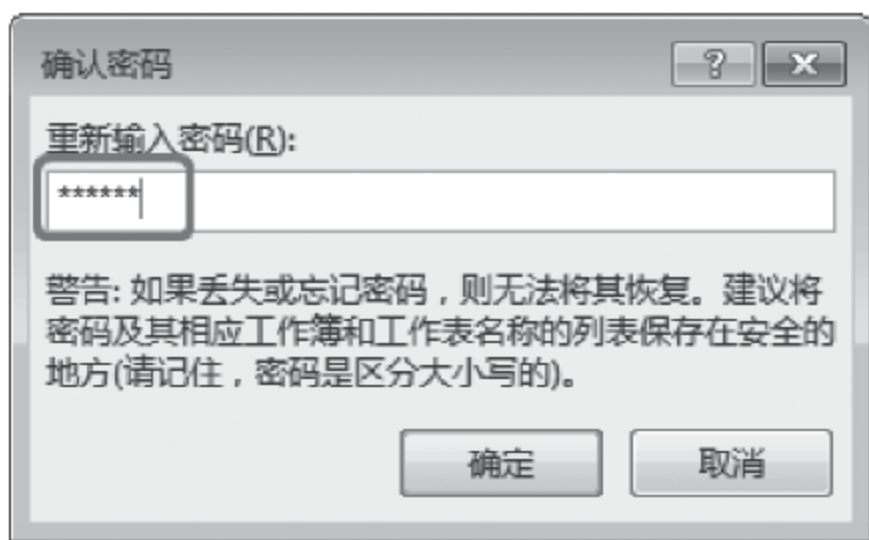 确认密码
?
重新输入密码(R):
******
警告: 如果丢失或忘记密码，则无法将其恢复。建议将
密码及其相应工作簿和工作表名称的列表保存在安全的
地方(请记住，密码是区分大小写的)。
确定
取消